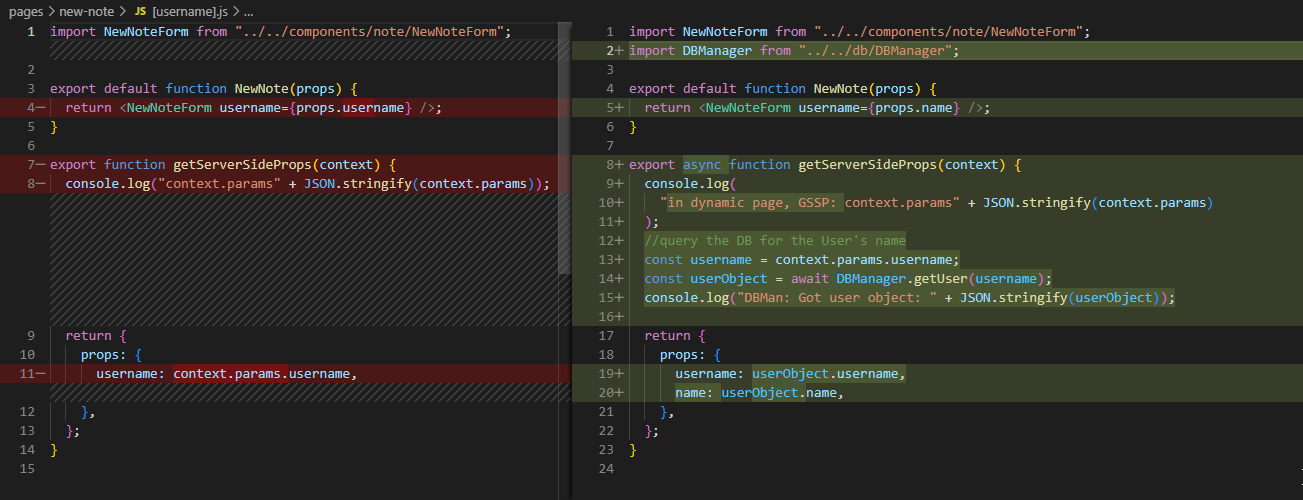 pages > new-note > JS [username].js > ...
1 import NewNoteForm from "../../components/note/NewNoteForm";
2
3 export default function NewNote(props) {
4— return <NewNoteForm username={props.username} />;
5 }
6
7— export function getServerSideProps(context) {
8— console.log("context.params" + JSON.stringify(context.params));
9 return {
10 props: {
11— username: context.params.username,
12 },
13 };
14 }
15
1 import NewNoteForm from "../../components/note/NewNoteForm";
2+ import DBManager from "../../db/DBManager";
3
4 export default function NewNote(props) {
5+ return <NewNoteForm username={props.name} />;
6 }
7
8+ export async function getServerSideProps(context) {
9+ console.log(
10+ "in dynamic page, GSSP: context.params" + JSON.stringify(context.params)
11+ );
12+ //query the DB for the User's name
13+ const username = context.params.username;
14+ const userObject = await DBManager.getUser(username);
15+ console.log("DBMan: Got user object: " + JSON.stringify(userObject));
16+
17 return {
18 props: {
19+ username: userObject.username,
20+ name: userObject.name,
21 },
22 };
23 }
24